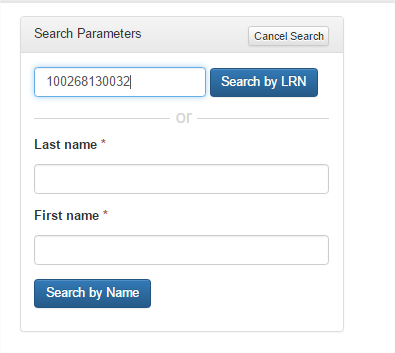 Search Parameters
Cancel Search
100268130032
Search by LRN
or
Last name *
First name *
Search by Name